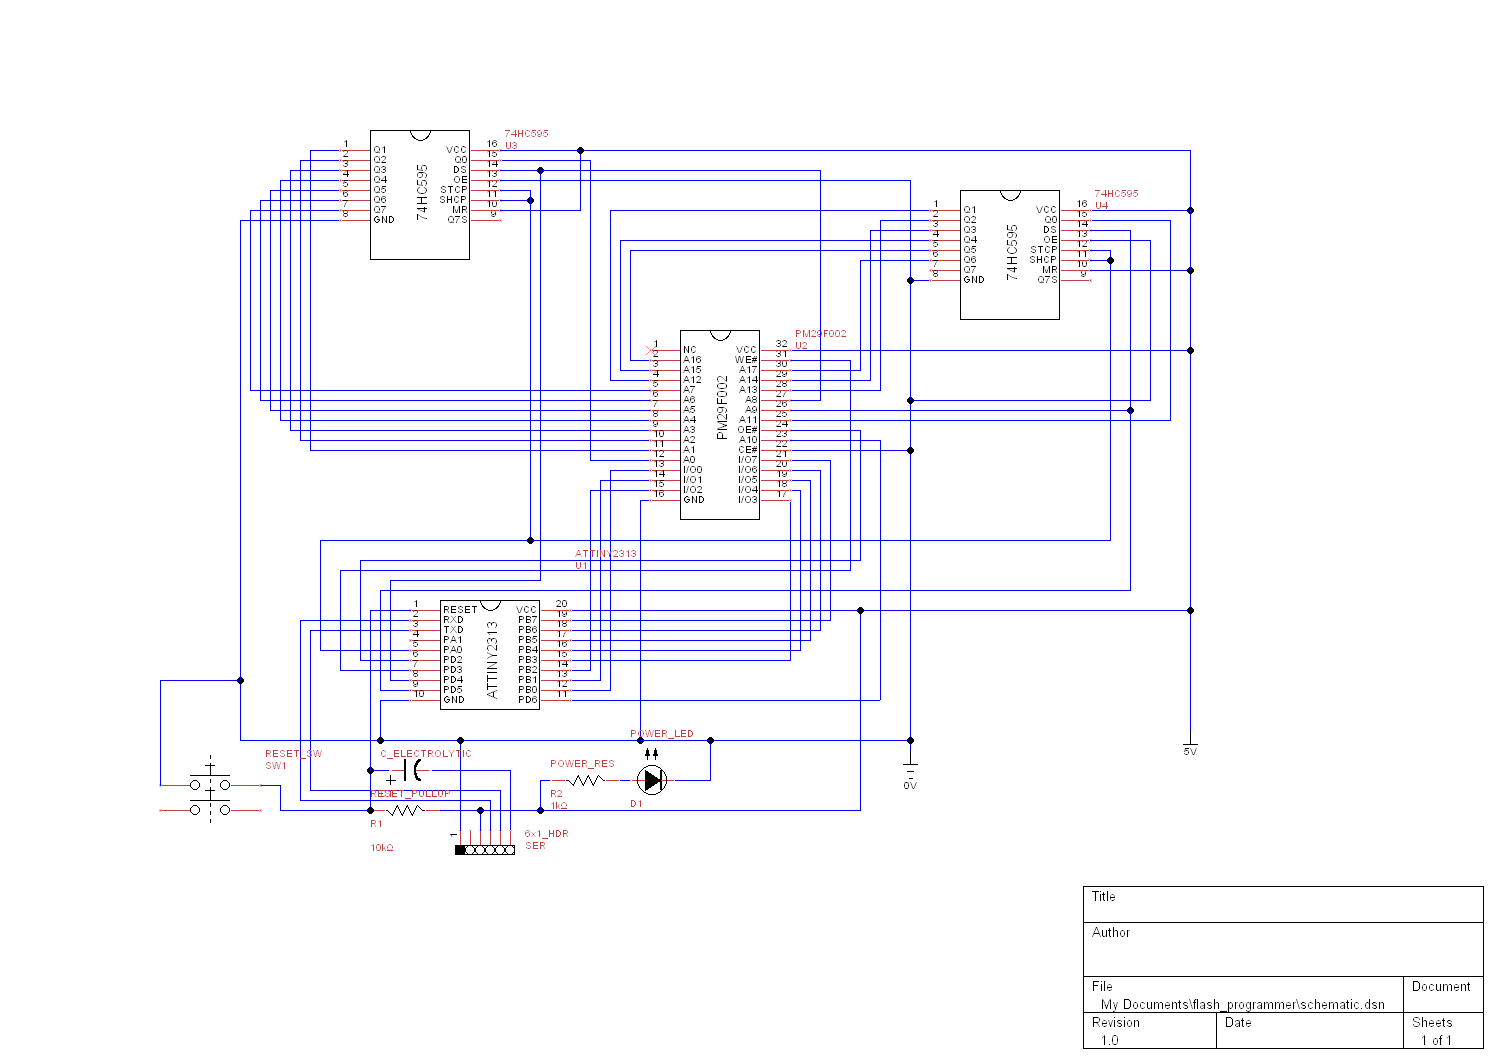 74HC595
U3
1 Q1 VCC 16
2 Q2 Q0 15
3 Q3 DS 14
4 Q4 OE 13
5 Q5 STCP 12
6 Q6 SHCP 11
7 Q7 MR 10
8 GND Q7S 9
74HC595
74HC595
U4
1 Q1 VCC 16
2 Q2 Q0 15
3 Q3 DS 14
4 Q4 OE 13
5 Q5 STCP 12
6 Q6 SHCP 11
7 Q7 MR 10
8 GND Q7S 9
74HC595
PM29F002
U2
1 NC VCC 32
2 A16 WE# 31
3 A15 A17 30
4 A12 A14 29
5 A7 A13 28
6 A6 A8 27
7 A5 A9 26
8 A4 A11 25
9 A3 OE# 24
10 A2 A10 23
11 A1 CE# 22
12 A0 I/O7 21
13 I/O0 I/O6 20
14 I/O1 I/O5 19
15 I/O2 I/O4 18
16 GND I/O3 17
PM29F002
ATTINY2313
U1
1 RESET VCC 20
2 RXD PB7 19
3 TXD PB6 18
4 PA1 PB5 17
5 PA0 PB4 16
6 PD2 PB3 15
7 PD3 PB2 14
8 PD4 PB1 13
9 PD5 PB0 12
10 GND PD6 11
ATTINY2313
RESET_SW
SW1
C_ELECTROLYTIC
+
RESET_PULLUP
R1
10kΩ
POWER_LED
D1
POWER_RES
R2
1kΩ
1
6x1_HDR
SER
0V
5V
Title
Author
File Document
My Documents\flash_programmer\schematic.dsn
Revision Date Sheets
1.0 1 of 1